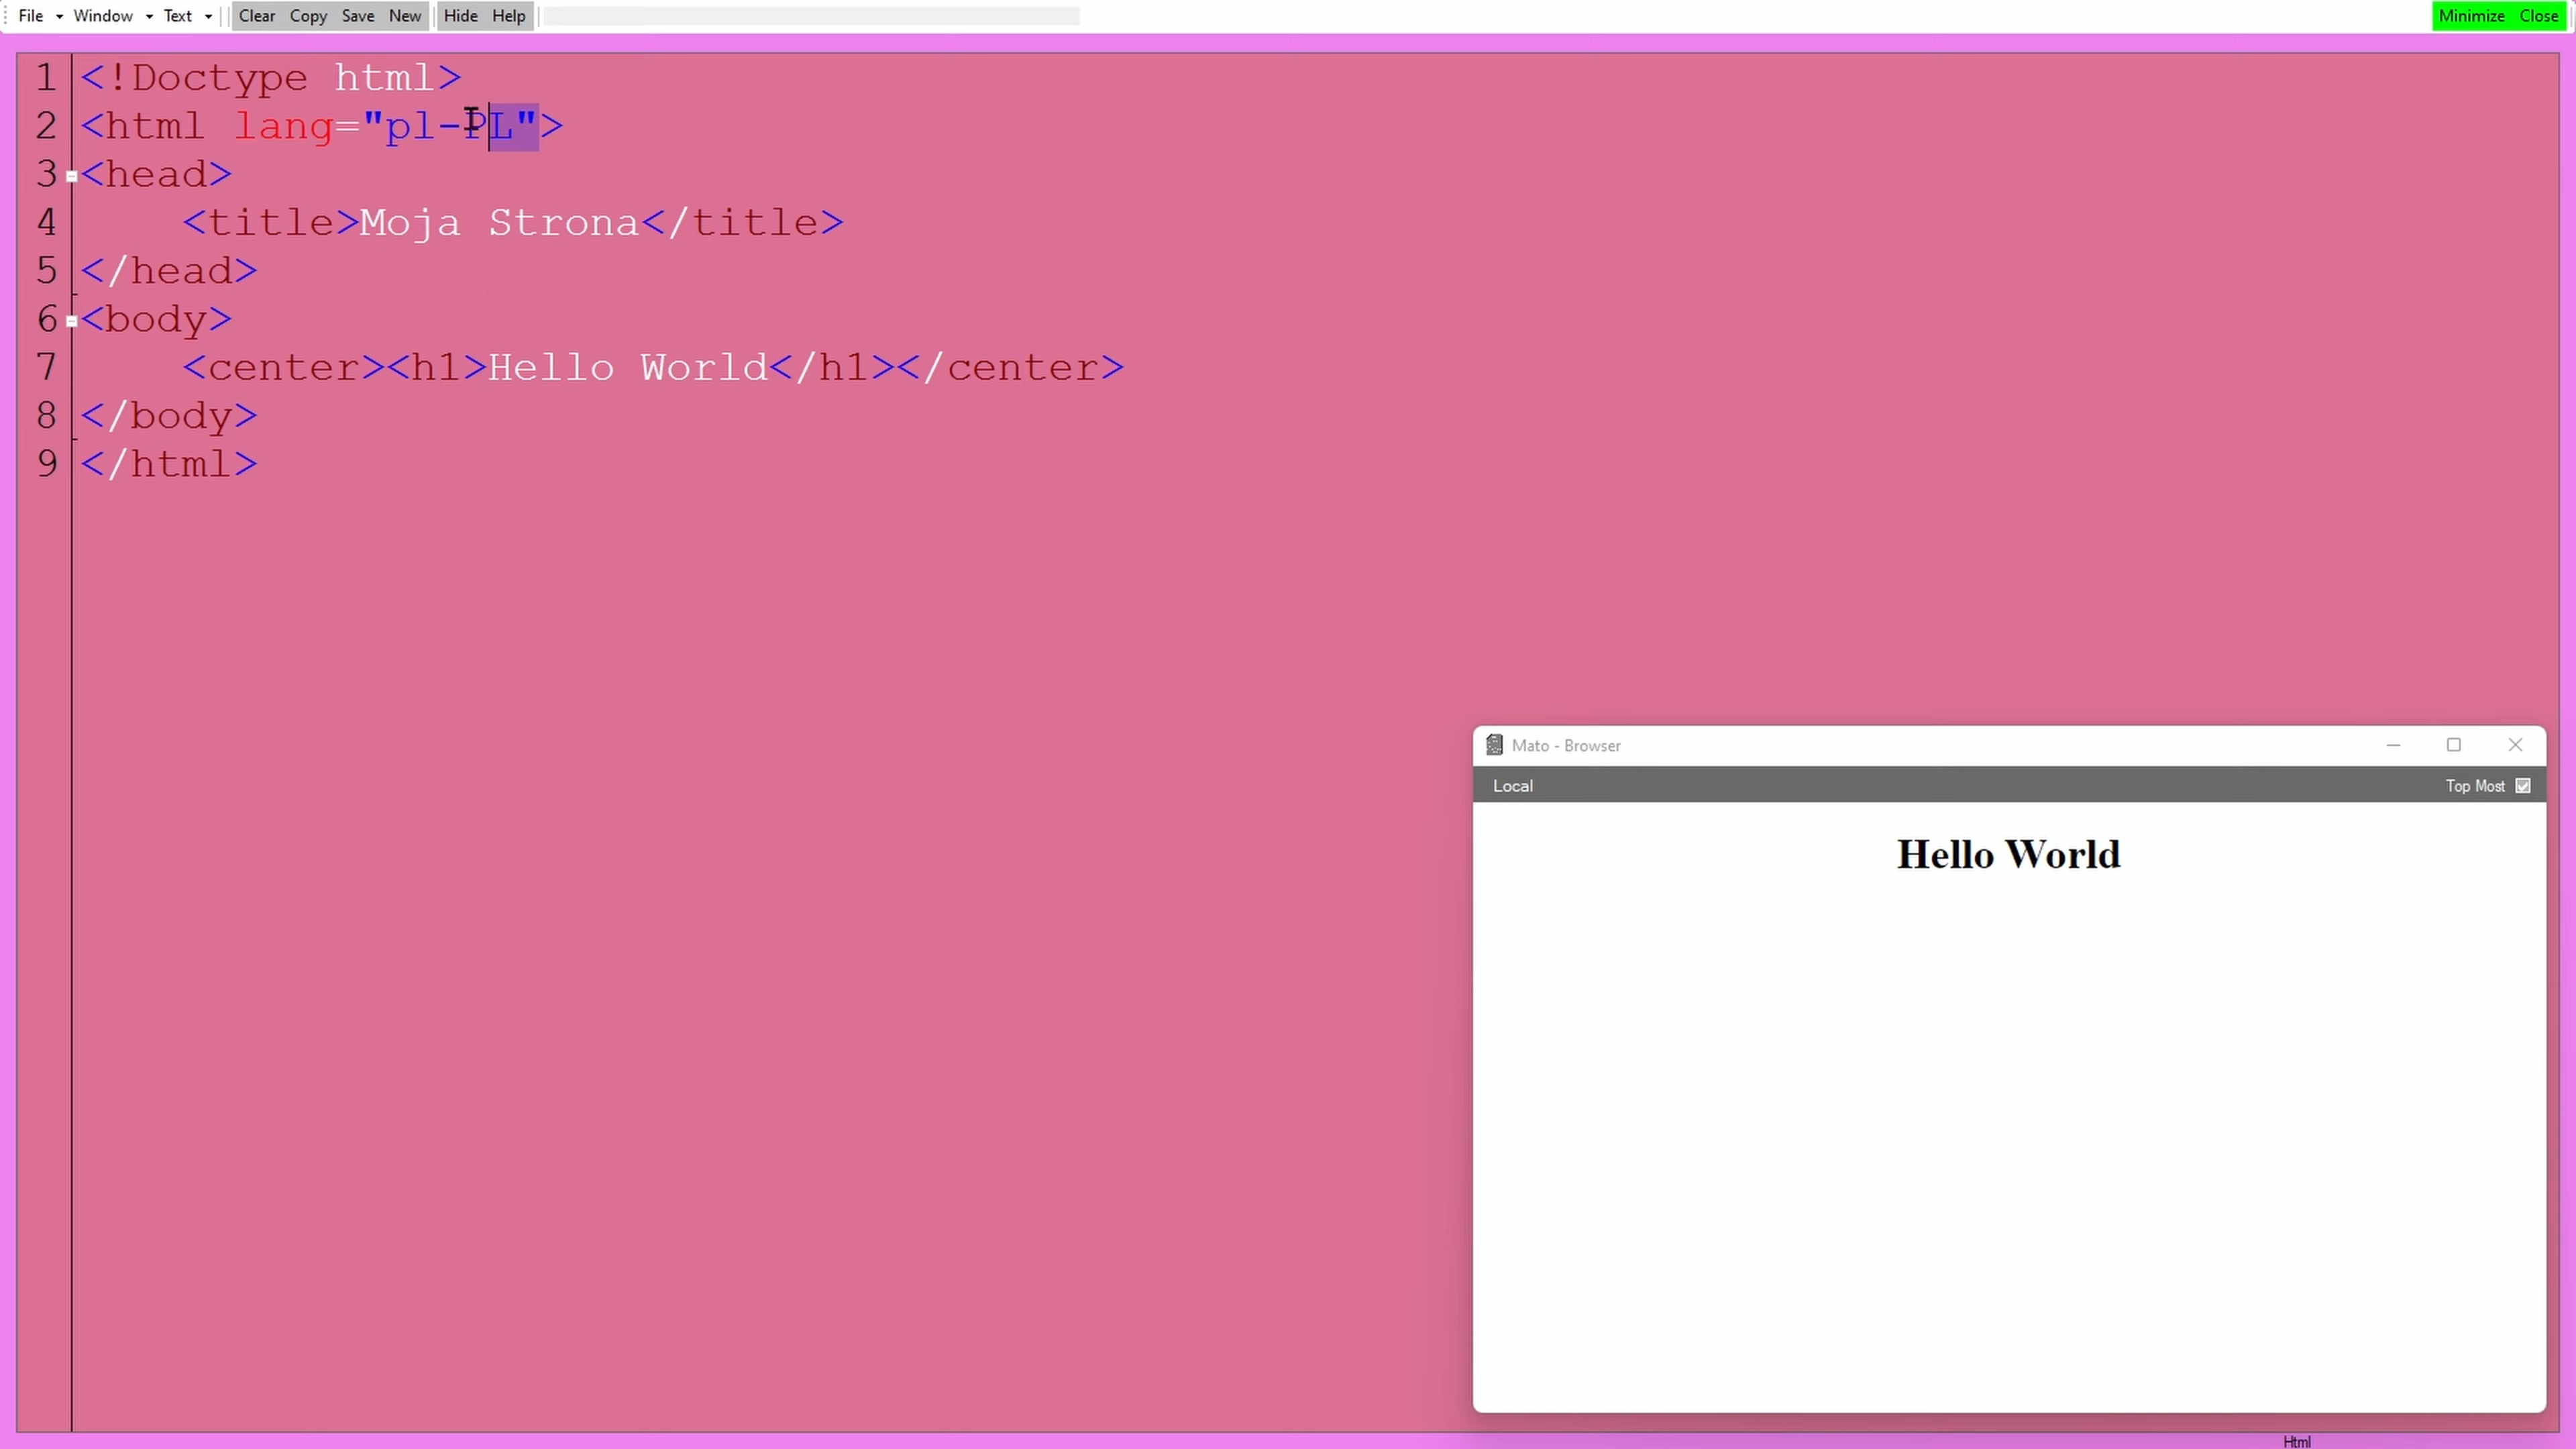 File Window Text Clear Copy Save New Hide Help Minimize Close
1 <!Doctype html>
2 <html lang="pl-PL">
3 <head>
4 <title>Moja Strona</title>
5 </head>
6 <body>
7 <center><h1>Hello World</h1></center>
8 </body>
9 </html>
Mato - Browser
Local Top Most
Hello World
Html